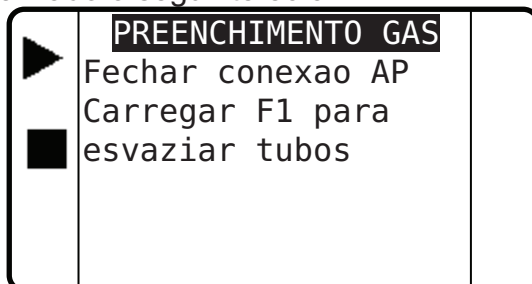 PREENCHIMENTO GAS
Fechar conexao AP
Carregar F1 para
esvaziar tubos